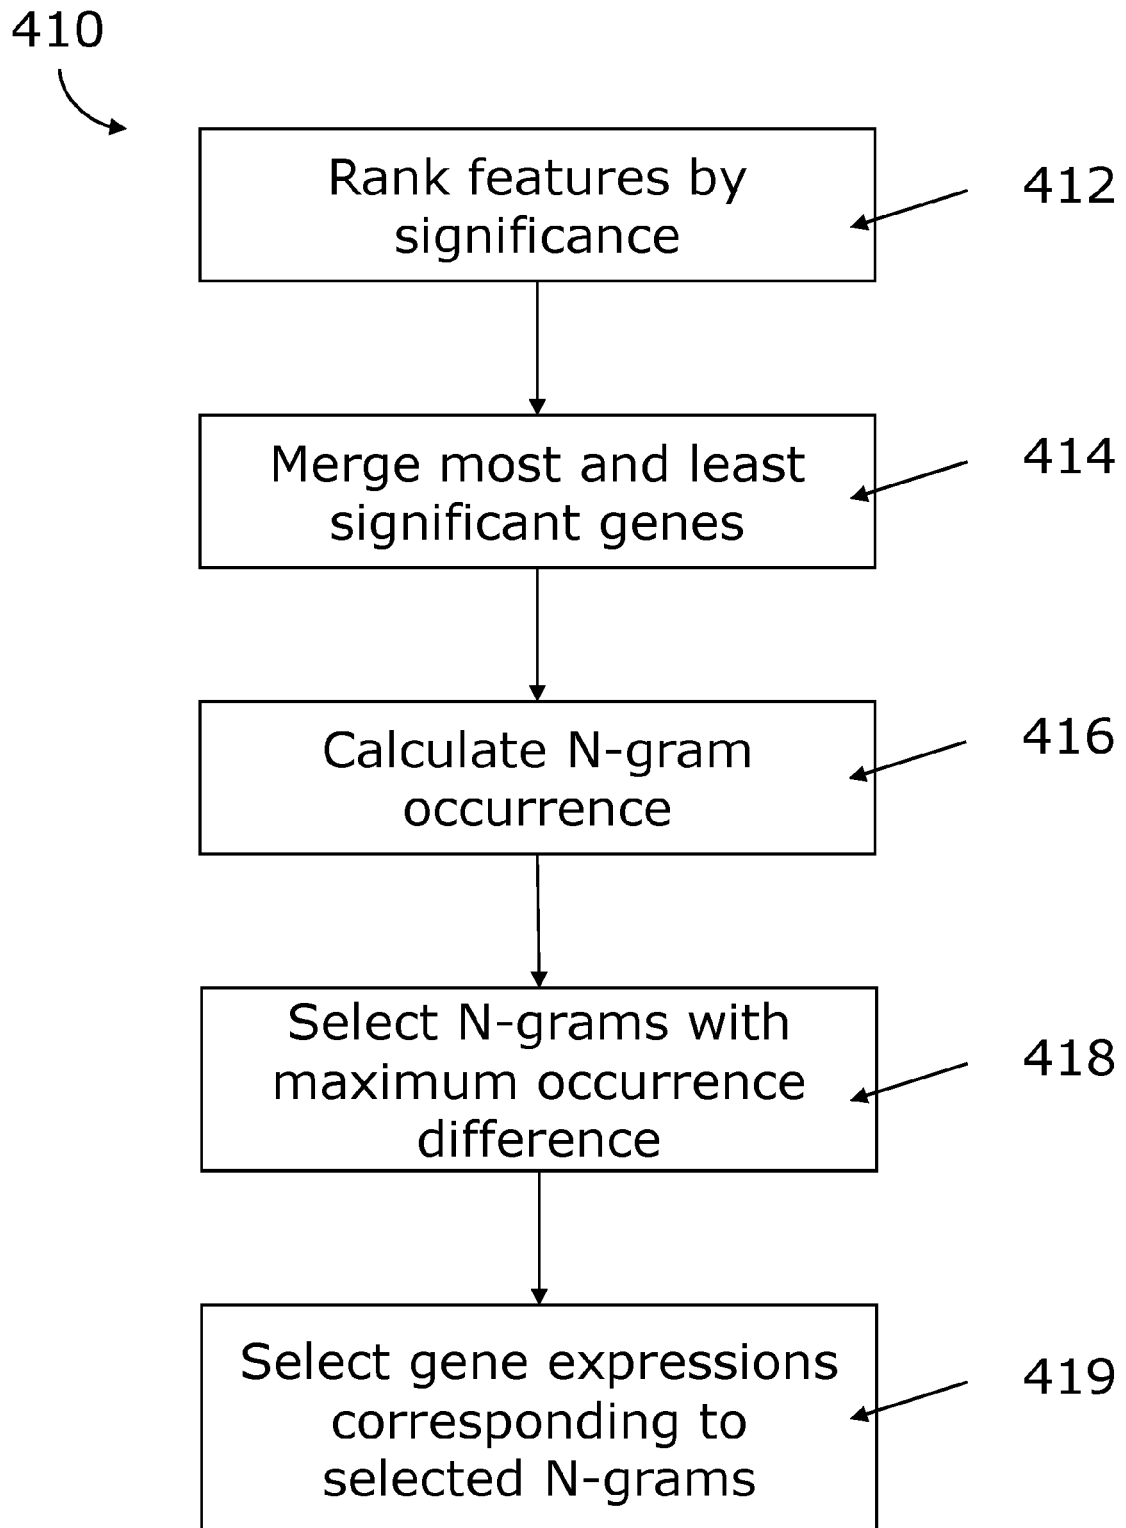 410
Rank features by
significance
412
Merge most and least
significant genes
414
Calculate N-gram
occurrence
416
Select N-grams with
maximum occurrence
difference
418
Select gene expressions
corresponding to
selected N-grams
419